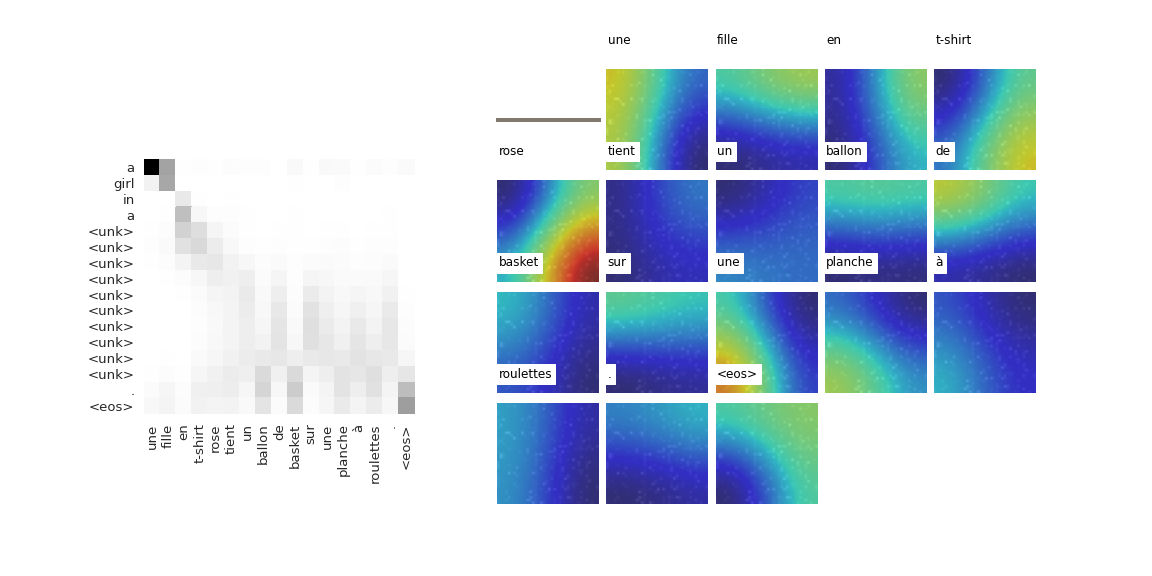 a
girl
in
a
<unk>
<unk>
<unk>
<unk>
<unk>
<unk>
<unk>
<unk>
<unk>
<unk>
.
<eos>
une
fille
en
t-shirt
rose
tient
un
ballon
de
basket
sur
une
planche
à
roulettes
.
<eos>
une fille en t-shirt
rose tient un ballon de
basket sur une planche à
roulettes . <eos>